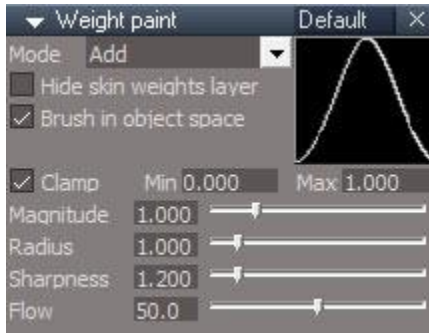 Weight paint Default
Mode Add
Hide skin weights layer
Brush in object space
Clamp Min 0.000 Max 1.000
Magnitude 1.000
Radius 1.000
Sharpness 1.200
Flow 50.0